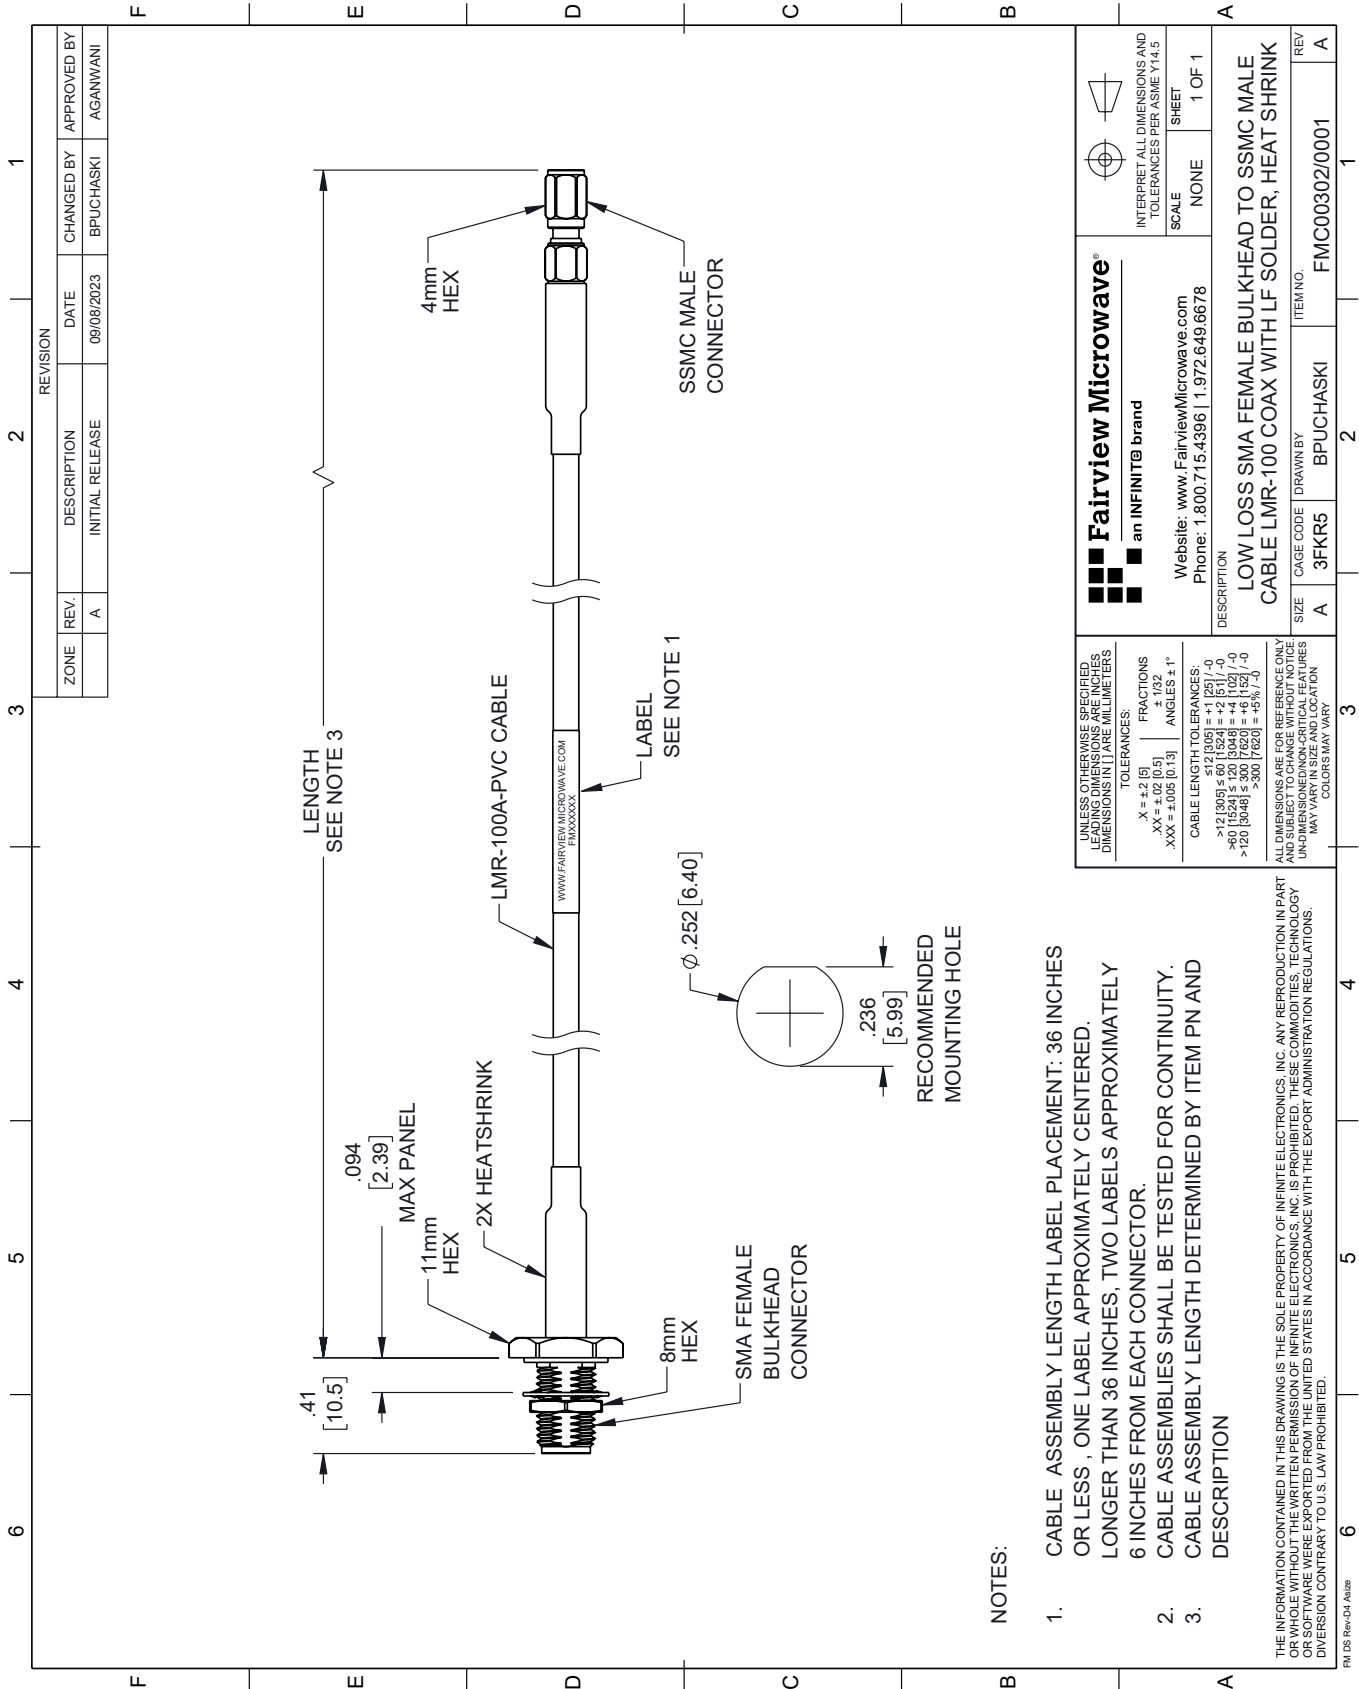 6
5
4
3
2
1
F
E
D
C
B
A
REVISION
ZONE REV. DESCRIPTION DATE CHANGED BY APPROVED BY
A INITIAL RELEASE 09/08/2023 BPUCHASKI AGANWANI
LENGTH
SEE NOTE 3
.41
[10.5]
.094
[2.39]
MAX PANEL
11mm
HEX
2X HEATSHRINK
LMR-100A-PVC CABLE
4mm
HEX
WWW.FAIRVIEWMICROWAVE.COM
FMXXXXXX
8mm
HEX
SMA FEMALE
BULKHEAD
CONNECTOR
LABEL
SEE NOTE 1
SSMC MALE
CONNECTOR
∅ .252 [6.40]
.236
[5.99]
RECOMMENDED
MOUNTING HOLE
NOTES:
1. CABLE ASSEMBLY LENGTH LABEL PLACEMENT: 36 INCHES
OR LESS , ONE LABEL APPROXIMATELY CENTERED.
LONGER THAN 36 INCHES, TWO LABELS APPROXIMATELY
6 INCHES FROM EACH CONNECTOR.
2. CABLE ASSEMBLIES SHALL BE TESTED FOR CONTINUITY.
3. CABLE ASSEMBLY LENGTH DETERMINED BY ITEM PN AND
DESCRIPTION
THE INFORMATION CONTAINED IN THIS DRAWING IS THE SOLE PROPERTY OF INFINITE ELECTRONICS, INC. ANY REPRODUCTION IN PART
OR WHOLE WITHOUT THE WRITTEN PERMISSION OF INFINITE ELECTRONICS, INC. IS PROHIBITED. THESE COMMODITIES, TECHNOLOGY
OR SOFTWARE WERE EXPORTED FROM THE UNITED STATES IN ACCORDANCE WITH THE EXPORT ADMINISTRATION REGULATIONS.
DIVERSION CONTRARY TO U.S. LAW PROHIBITED.
UNLESS OTHERWISE SPECIFIED
LEADING DIMENSIONS ARE INCHES
DIMENSIONS IN [ ] ARE MILLIMETERS
TOLERANCES:
.X = ±.2 [5] FRACTIONS
.XX = ±.02 [0.5] ± 1/32
.XXX = ±.005 [0.13] ANGLES ± 1°
CABLE LENGTH TOLERANCES:
≤12 [305] = +1 [25] / -0
>12 [305] ≤ 60 [1524] = +2 [51] / -0
>60 [1524] ≤ 120 [3048] = +4 [102] / -0
>120 [3048] ≤ 300 [7620] = +6 [152] / -0
>300 [7620] = +5% / -0
ALL DIMENSIONS ARE FOR REFERENCE ONLY
AND SUBJECT TO CHANGE WITHOUT NOTICE.
UN-DIMENSIONED/NON-CRITICAL FEATURES
MAY VARY IN SIZE AND LOCATION
COLORS MAY VARY
Fairview Microwave®
an INFINITE brand
Website: www.FairviewMicrowave.com
Phone: 1.800.715.4396 | 1.972.649.6678
INTERPRET ALL DIMENSIONS AND
TOLERANCES PER ASME Y14.5
SCALE NONE
SHEET 1 OF 1
DESCRIPTION
LOW LOSS SMA FEMALE BULKHEAD TO SSMC MALE
CABLE LMR-100 COAX WITH LF SOLDER, HEAT SHRINK
SIZE CAGE CODE DRAWN BY ITEM NO. REV
A 3FKR5 BPUCHASKI FMC00302/0001 A
F
E
D
C
B
A
6
5
4
3
2
1
FM DS Rev-D4 Asize